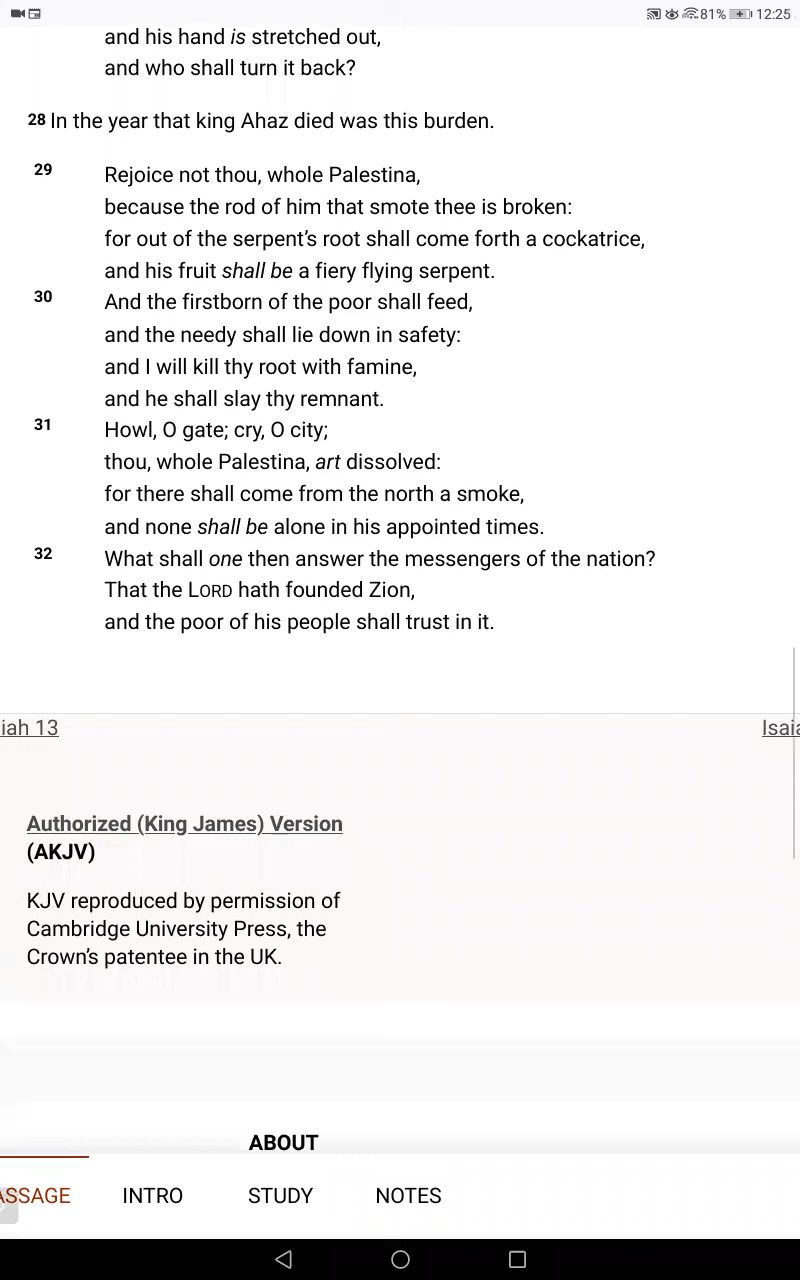 81% 12:25
and his hand is stretched out,
and who shall turn it back?
28 In the year that king Ahaz died was this burden.
29 Rejoice not thou, whole Palestina,
because the rod of him that smote thee is broken:
for out of the serpent’s root shall come forth a cockatrice,
and his fruit shall be a fiery flying serpent.
30 And the firstborn of the poor shall feed,
and the needy shall lie down in safety:
and I will kill thy root with famine,
and he shall slay thy remnant.
31 Howl, O gate; cry, O city;
thou, whole Palestina, art dissolved:
for there shall come from the north a smoke,
and none shall be alone in his appointed times.
32 What shall one then answer the messengers of the nation?
That the LORD hath founded Zion,
and the poor of his people shall trust in it.
iah 13 Isaia
Authorized (King James) Version
(AKJV)
KJV reproduced by permission of
Cambridge University Press, the
Crown’s patentee in the UK.
ABOUT
ASSAGE INTRO STUDY NOTES